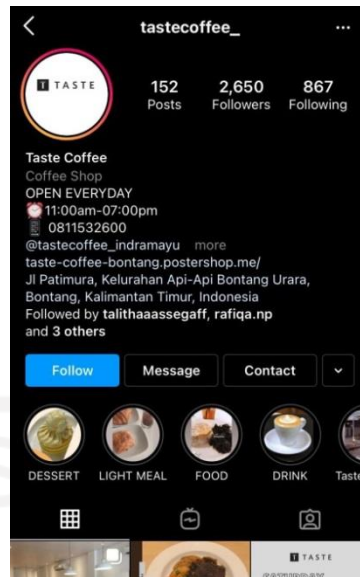 tastecoffee_
TASTE
152 2,650 867
Posts Followers Following
Taste Coffee
Coffee Shop
OPEN EVERYDAY
⏰11:00am-07:00pm
📱 0811532600
@tastecoffee_indramayu more
taste-coffee-bontang.postershop.me/
Jl Patimura, Kelurahan Api-Api Bontang Urara,
Bontang, Kalimantan Timur, Indonesia
Followed by talithaaassegaff, rafiqa.np
and 3 others
Follow Message Contact
DESSERT LIGHT MEAL FOOD DRINK Taste
TASTE